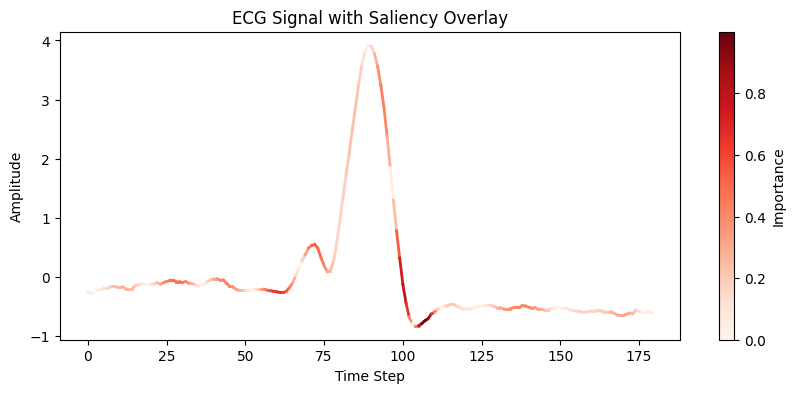 ECG Signal with Saliency Overlay
4
3
2
1
0
−1
Amplitude
0 25 50 75 100 125 150 175
Time Step
0.8
0.6
0.4
0.2
0.0
Importance